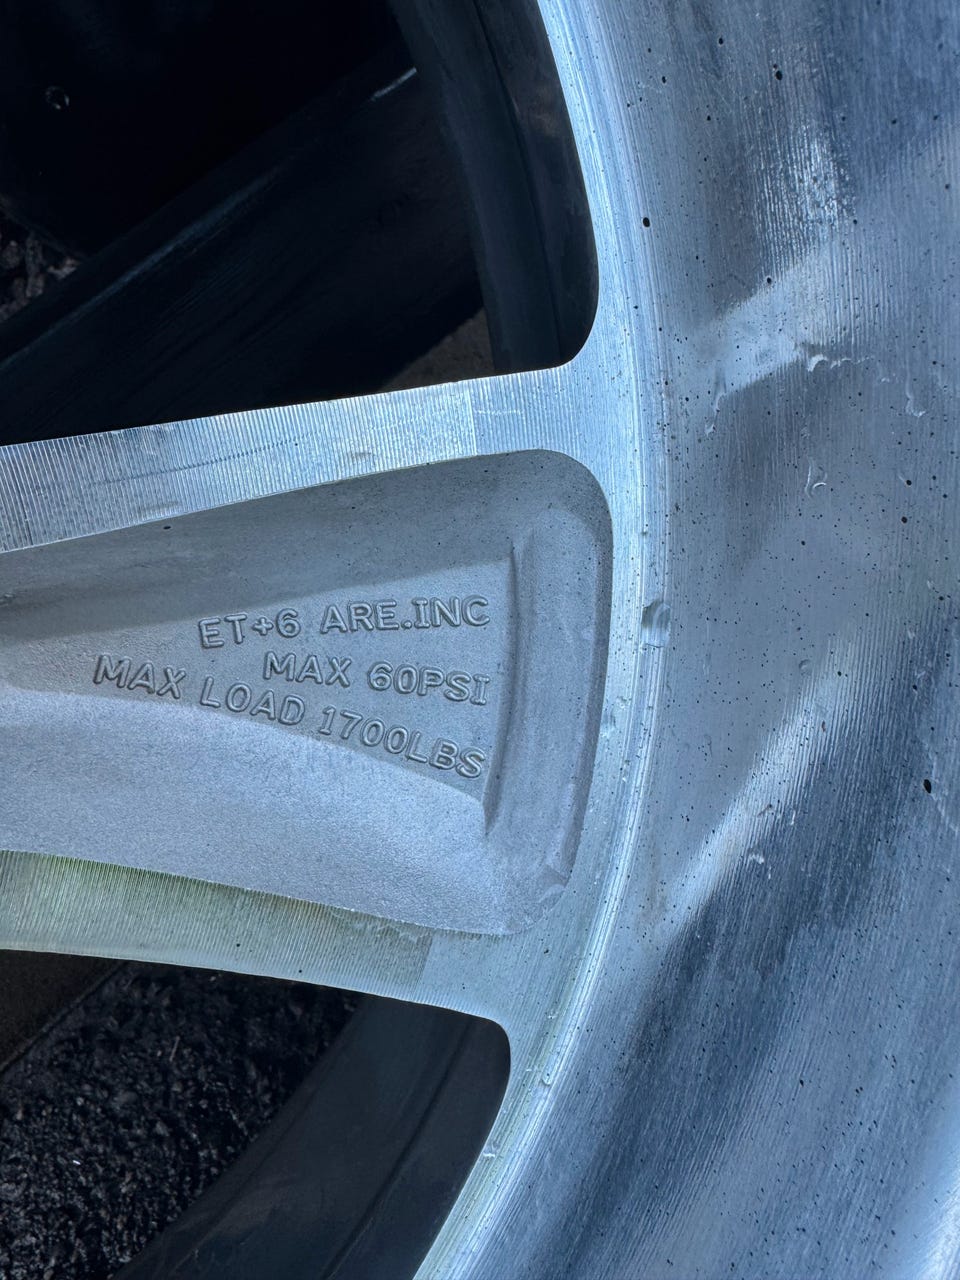 ET+6 ARE.INC
MAX 60PSI
MAX LOAD 1700LBS